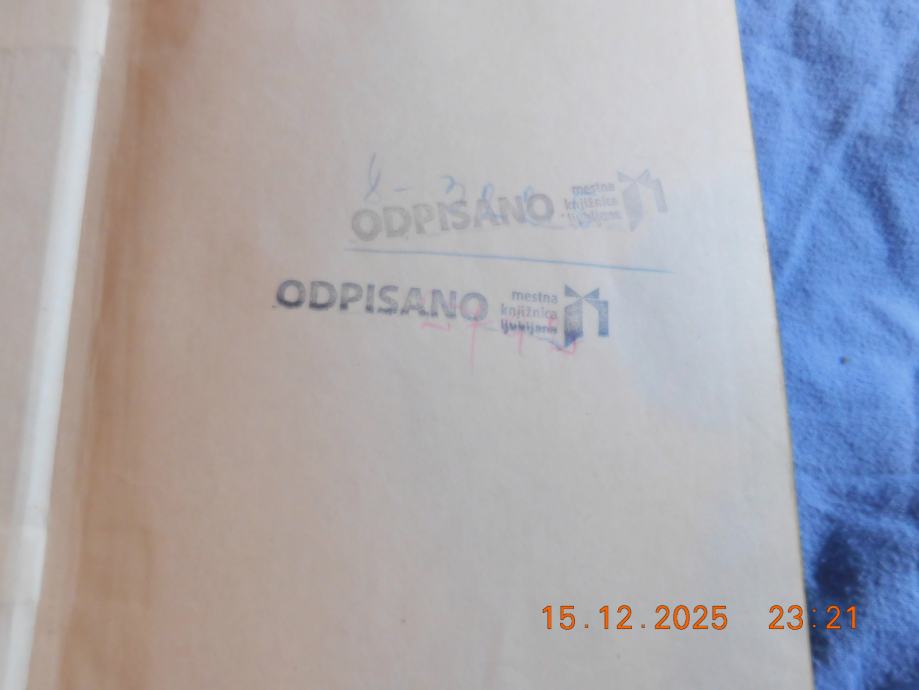 ODPISANO mestna
knjižnica
ljubljana
ODPISANO mestna
knjižnica
ljubljana
15.12.2025 23:21